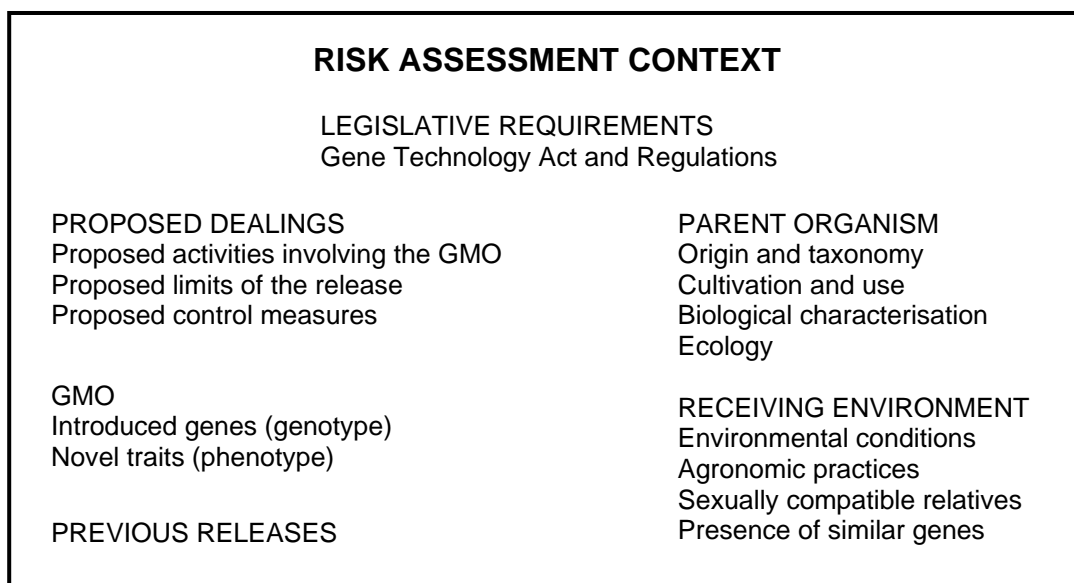 RISK ASSESSMENT CONTEXT
LEGISLATIVE REQUIREMENTS
Gene Technology Act and Regulations
PROPOSED DEALINGS
Proposed activities involving the GMO
Proposed limits of the release
Proposed control measures
GMO
Introduced genes (genotype)
Novel traits (phenotype)
PREVIOUS RELEASES
PARENT ORGANISM
Origin and taxonomy
Cultivation and use
Biological characterisation
Ecology
RECEIVING ENVIRONMENT
Environmental conditions
Agronomic practices
Sexually compatible relatives
Presence of similar genes